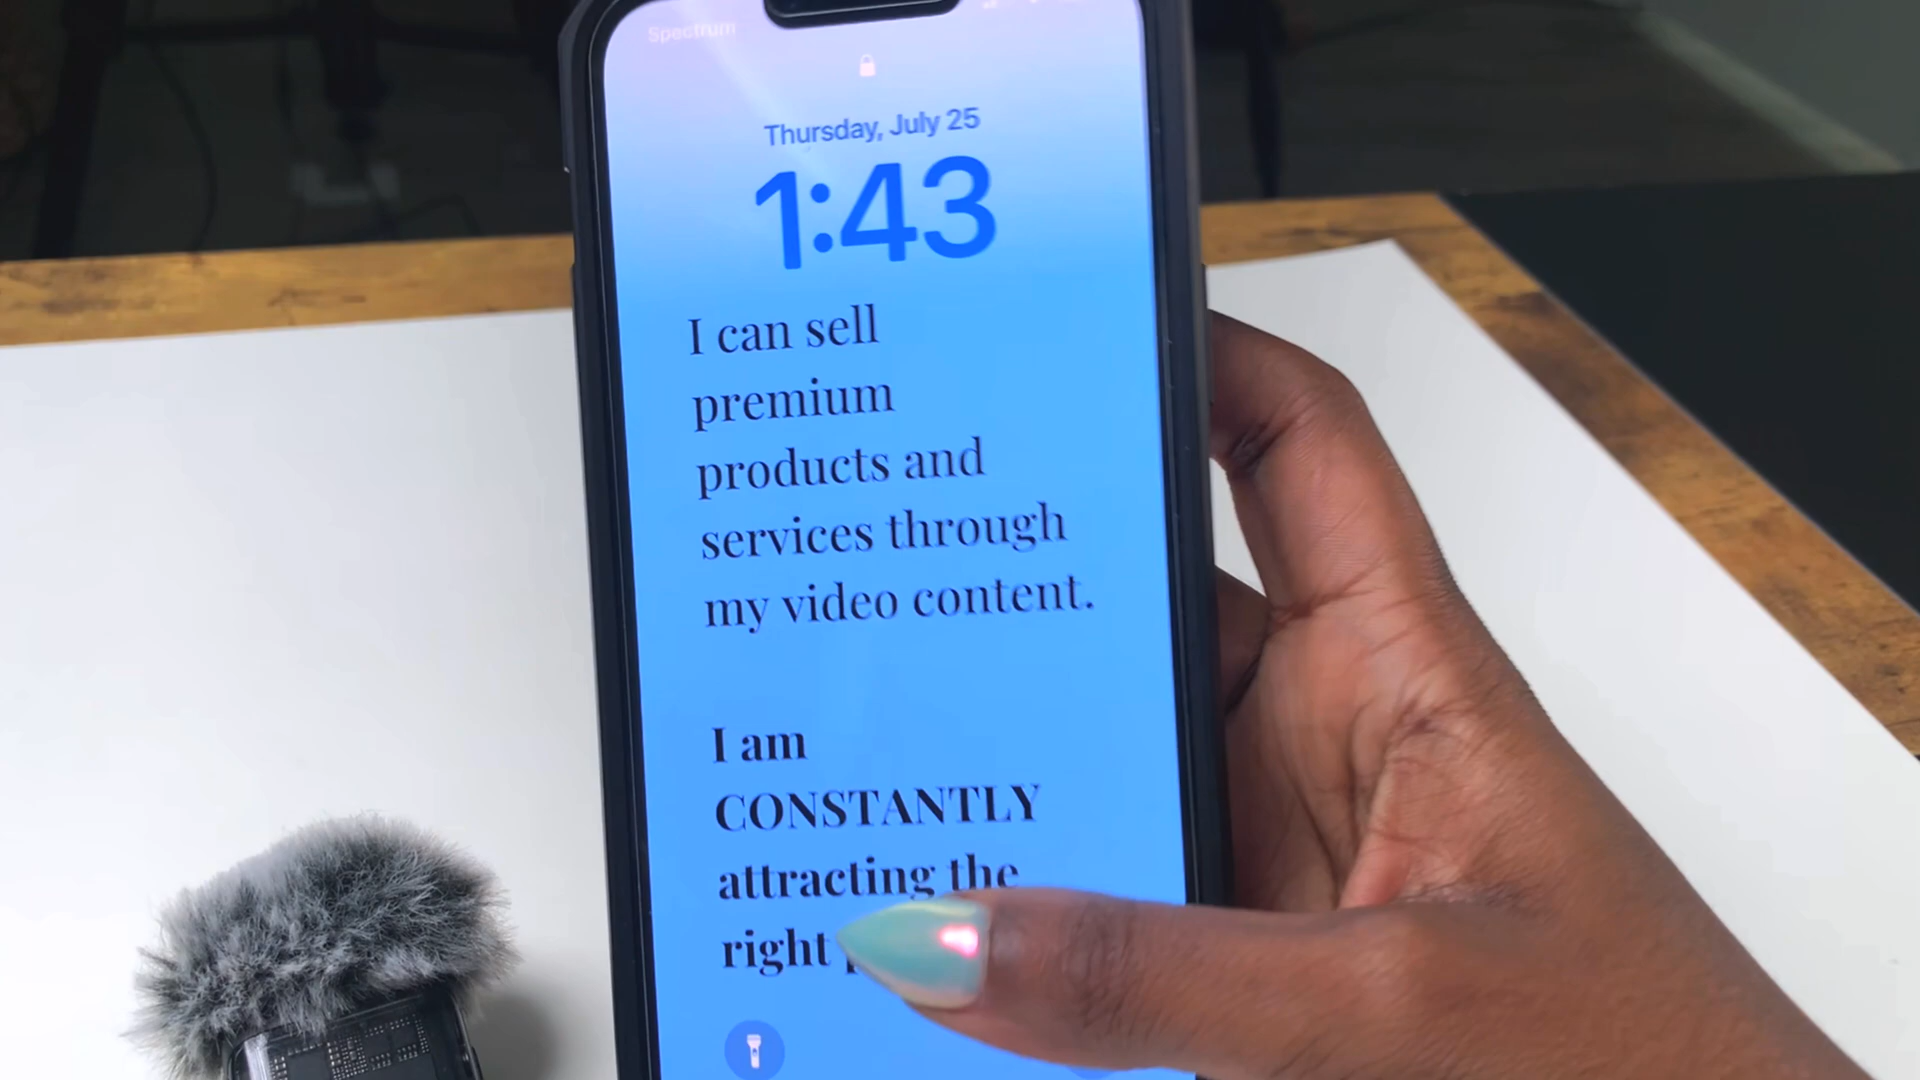 Spectrum
Thursday, July 25
1:43
I can sell
premium
products and
services through
my video content.
I am
CONSTANTLY
attracting the
right